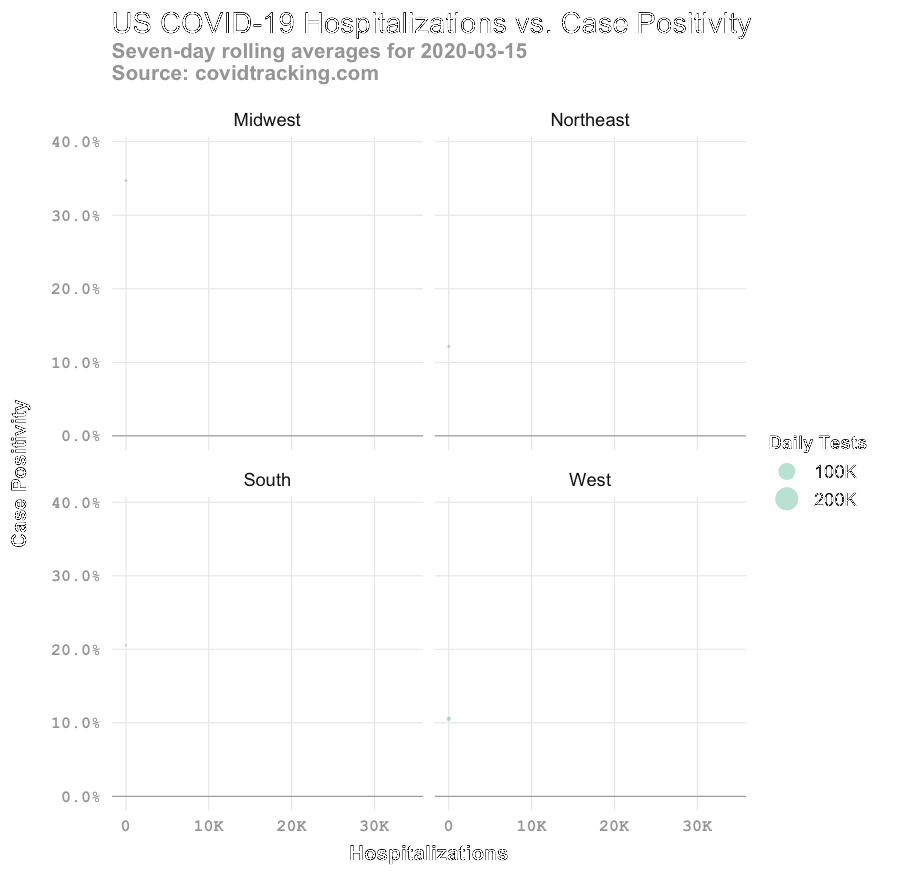 US COVID-19 Hospitalizations vs. Case Positivity
Seven-day rolling averages for 2020-03-15
Source: covidtracking.com
Midwest
Northeast
40.0%
30.0%
20.0%
10.0%
0.0%
Case Positivity
South
West
40.0%
30.0%
20.0%
10.0%
0.0%
0 10K 20K 30K
0 10K 20K 30K
Hospitalizations
Daily Tests
100K
200K